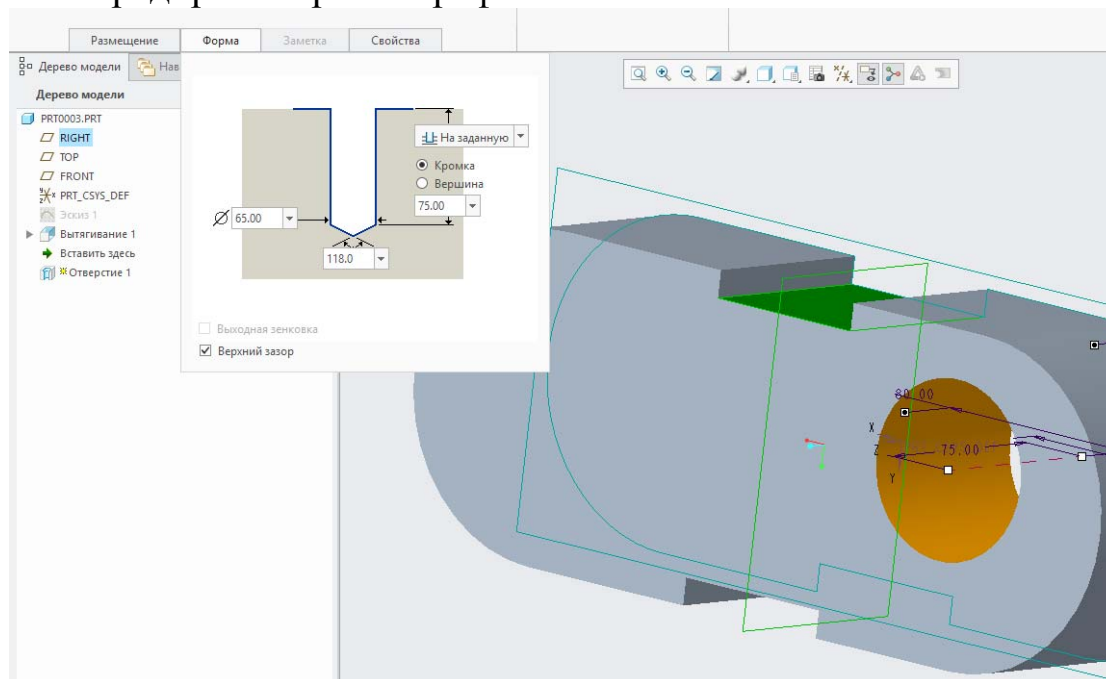 Размещение Форма Заметка Свойства
Дерево модели Нав
Дерево модели
PRT0003.PRT
RIGHT
TOP
FRONT
PRT_CSYS_DEF
Эскиз 1
Вытягивание 1
Вставить здесь
Отверстие 1
На заданную
Кромка
Вершина
75.00
65.00
118.0
Выходная зенковка
Верхний зазор
80.00
X
Z 75.00
Y